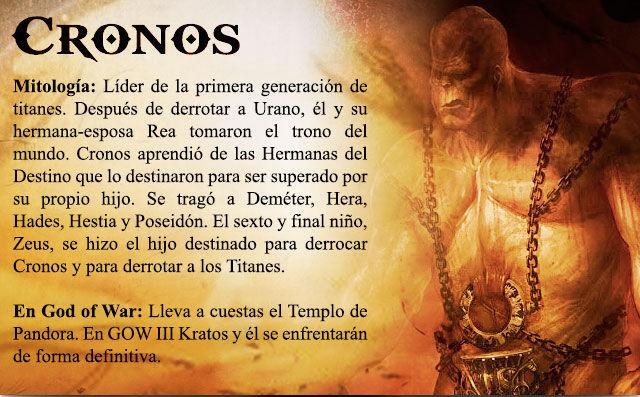 CRONOS
Mitología: Líder de la primera generación de
titanes. Después de derrotar a Urano, él y su
hermana-esposa Rea tomaron el trono del
mundo. Cronos aprendió de las Hermanas del
Destino que lo destinaron para ser superado por
su propio hijo. Se tragó a Deméter, Hera,
Hades, Hestia y Poseidón. El sexto y final niño,
Zeus, se hizo el hijo destinado para derrocar
Cronos y para derrotar a los Titanes.
En God of War: Lleva a cuestas el Templo de
Pandora. En GOW III Kratos y él se enfrentarán
de forma definitiva.